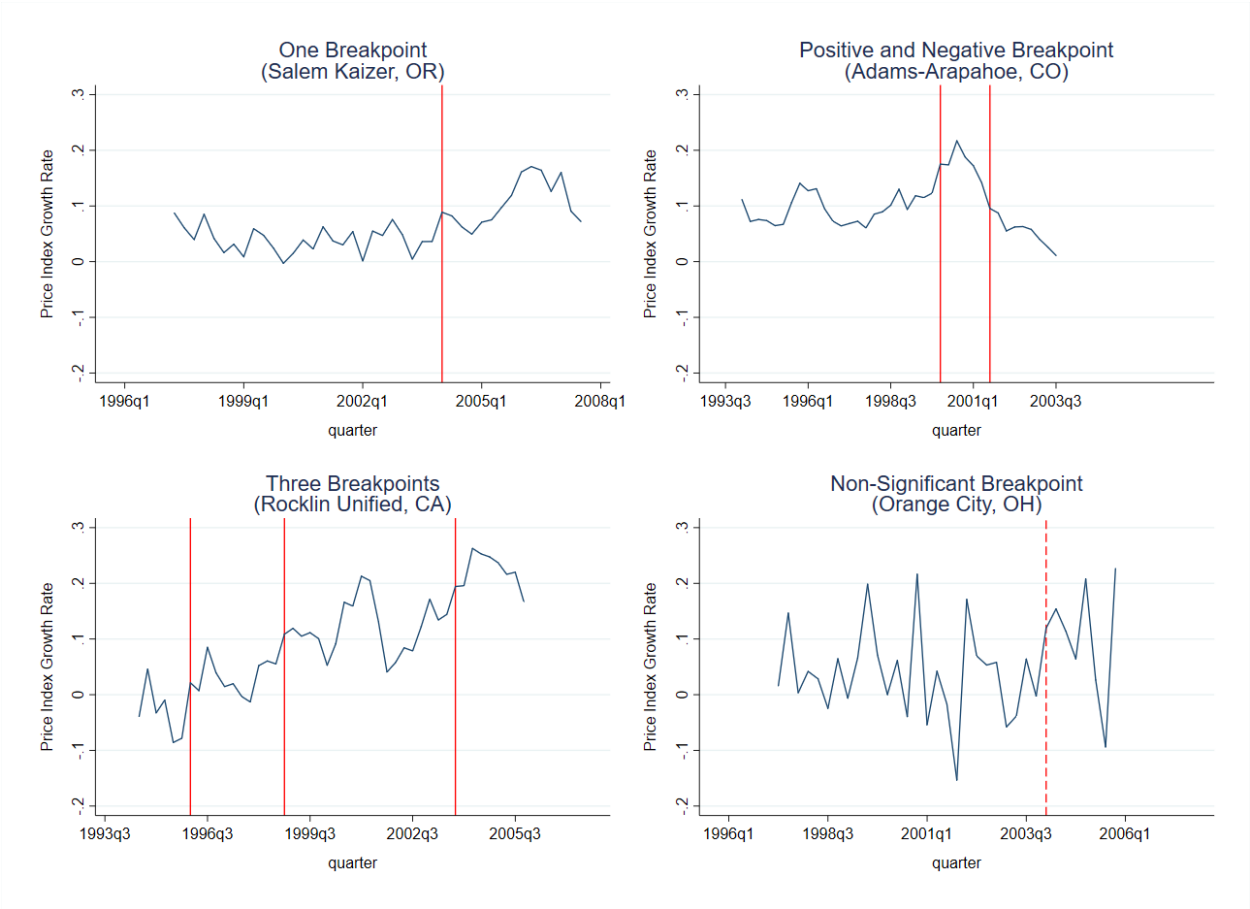 One Breakpoint
(Salem Kaizer, OR)
Price Index Growth Rate
.3
.2
.1
0
-.1
-.2
1996q1 1999q1 2002q1 2005q1 2008q1
quarter
Positive and Negative Breakpoint
(Adams-Arapahoe, CO)
Price Index Growth Rate
.3
.2
.1
0
-.1
-.2
1993q3 1996q1 1998q3 2001q1 2003q3
quarter
Three Breakpoints
(Rocklin Unified, CA)
Price Index Growth Rate
.3
.2
.1
0
-.1
-.2
1993q3 1996q3 1999q3 2002q3 2005q3
quarter
Non-Significant Breakpoint
(Orange City, OH)
Price Index Growth Rate
.3
.2
.1
0
-.1
-.2
1996q1 1998q3 2001q1 2003q3 2006q1
quarter